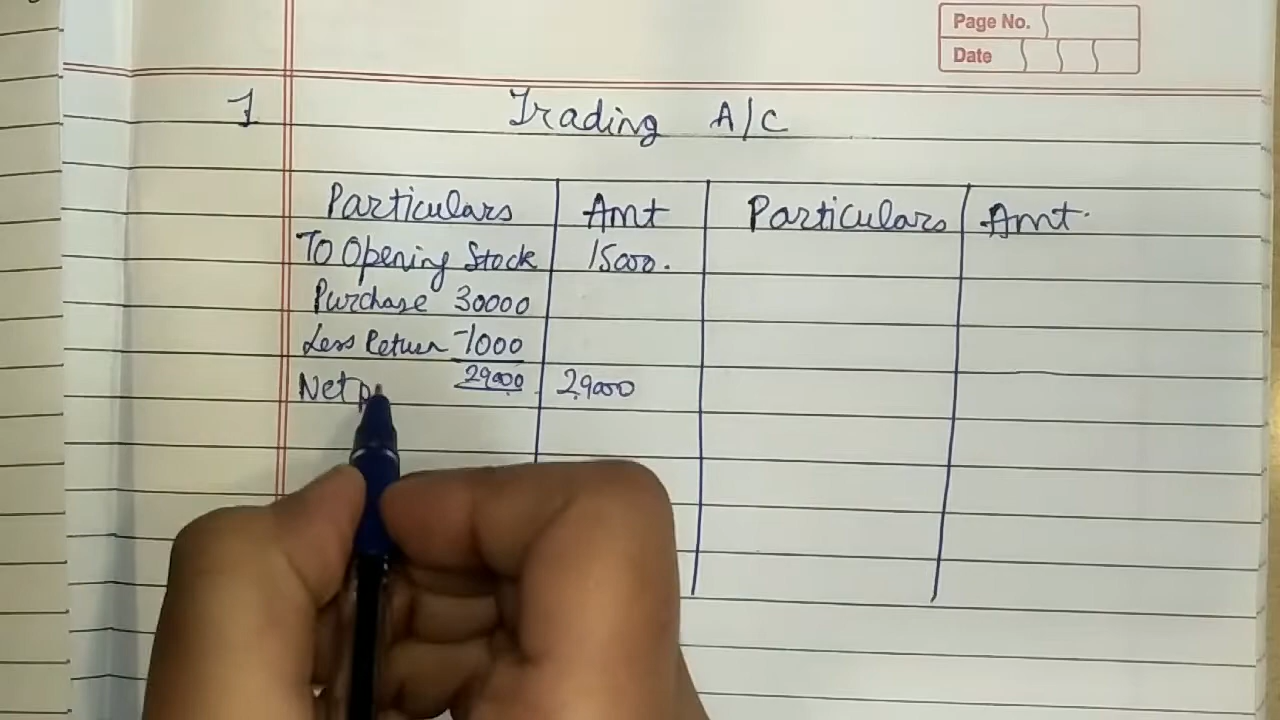 Page No.
Date
1
Trading A/C
Particulars Amt Particulars Amt.
To Opening Stock 15000.
Purchase 30000
Less Return -1000
29000 29000
Net p